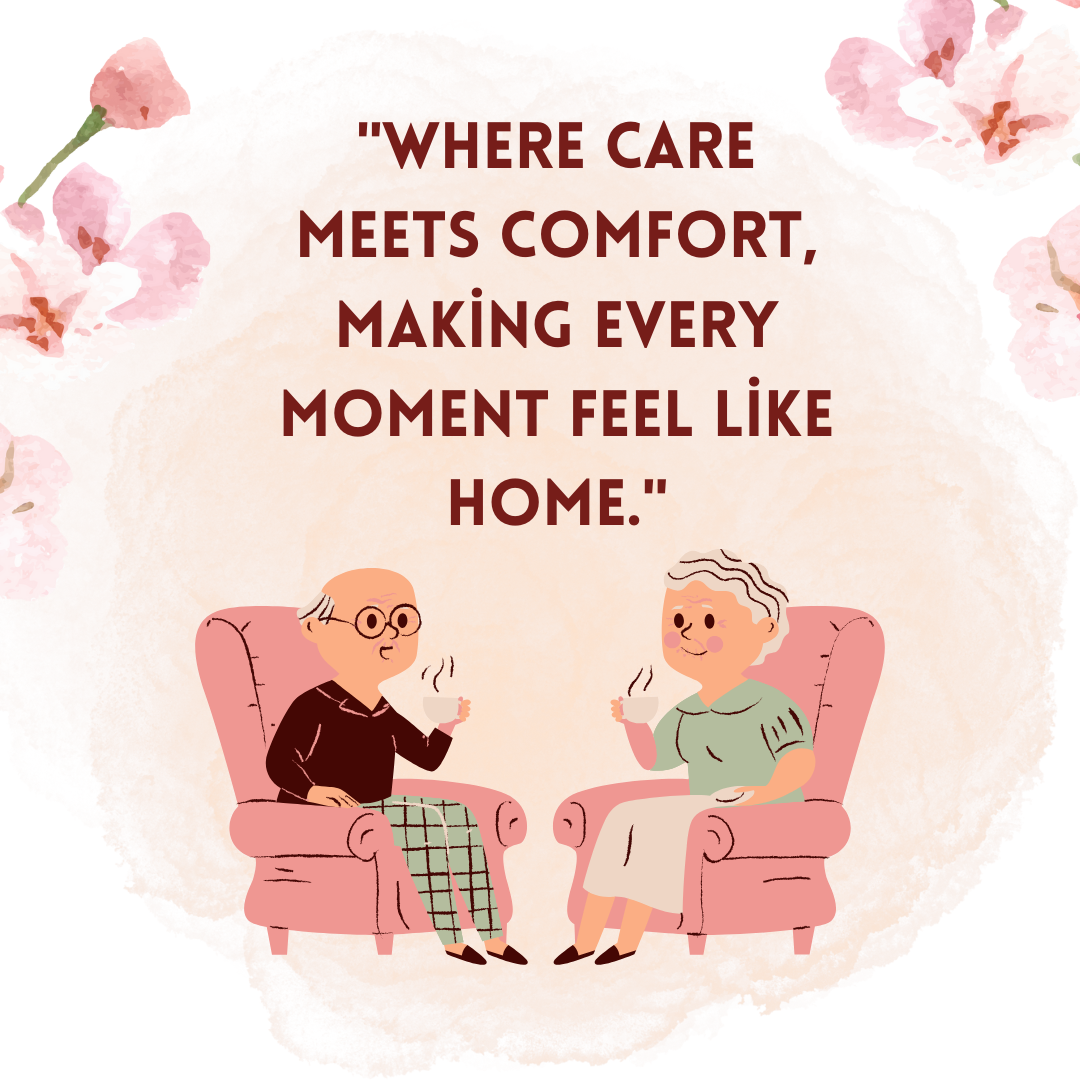 "WHERE CARE
MEETS COMFORT,
MAKİNG EVERY
MOMENT FEEL LİKE
HOME."